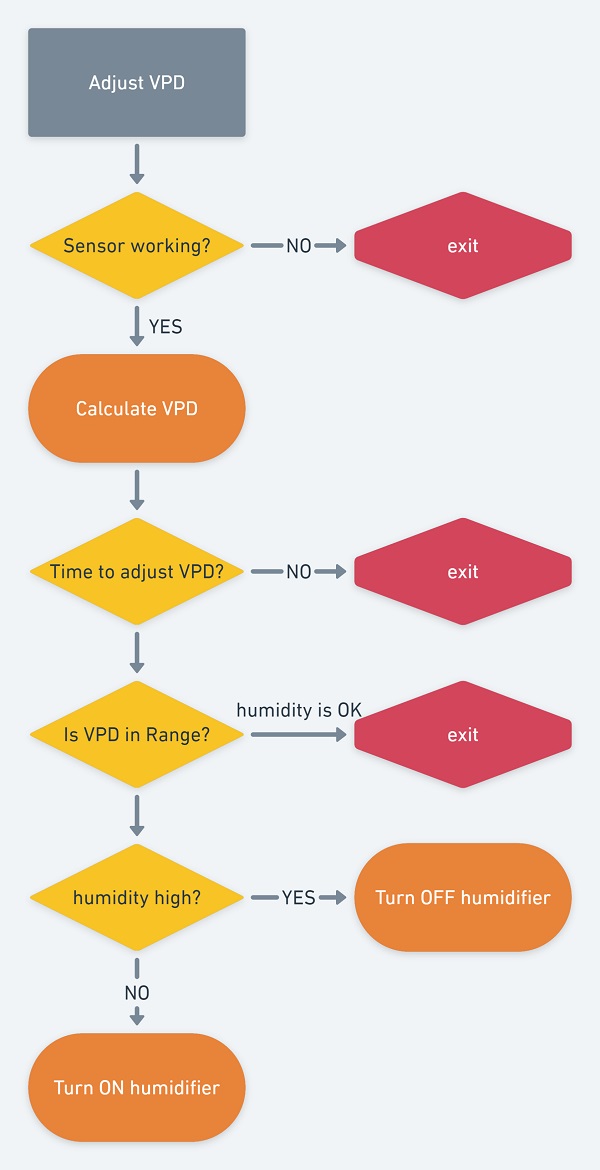 Adjust VPD
Sensor working?
NO
exit
YES
Calculate VPD
Time to adjust VPD?
NO
exit
humidity is OK
Is VPD in Range?
exit
humidity high?
YES
Turn OFF humidifier
NO
Turn ON humidifier